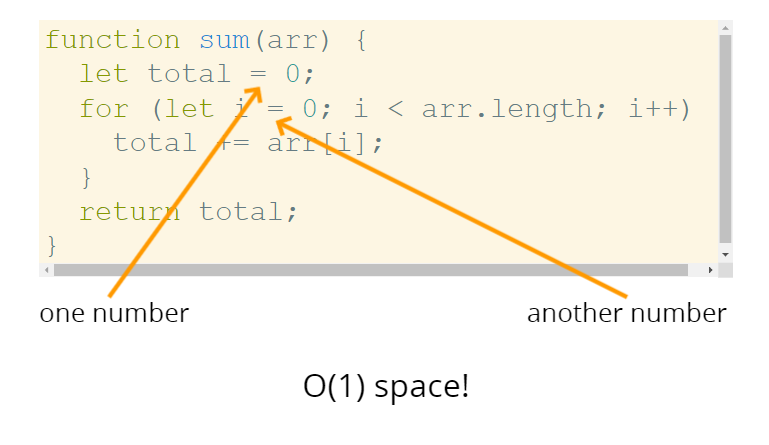 function sum(arr) {
let total = 0;
for (let i = 0; i < arr.length; i++)
total += arr[i];
}
return total;
}
one number
another number
O(1) space!